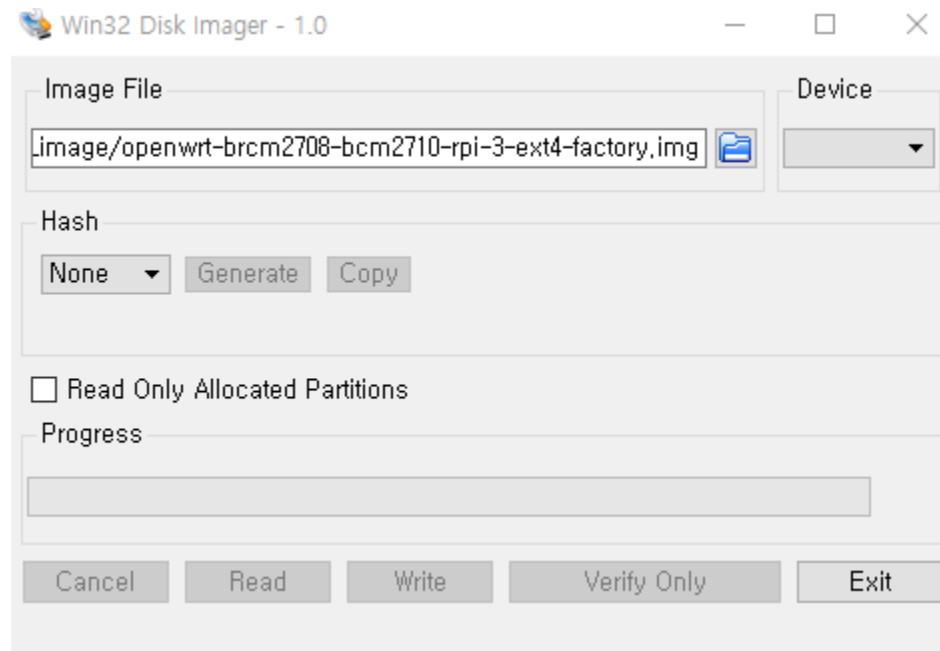 Win32 Disk Imager - 1.0
Image File
Device
_image/openwrt-brcm2708-bcm2710-rpi-3-ext4-factory.img
Hash
None
Generate
Copy
Read Only Allocated Partitions
Progress
Cancel
Read
Write
Verify Only
Exit